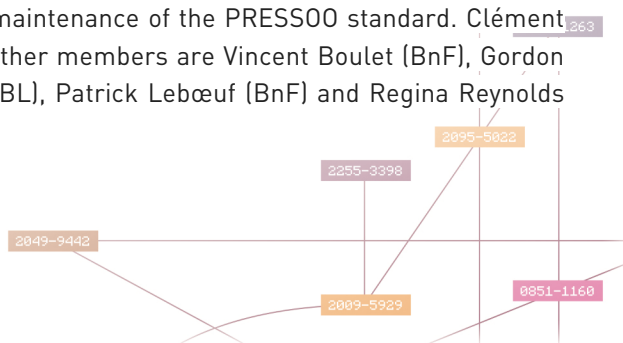 maintenance of the PRESSOO standard. Clément
1263
ther members are Vincent Boulet (BnF), Gordon
BL), Patrick Lebœuf (BnF) and Regina Reynolds
2095-5022
2255-3398
2049-9442
0851-1160
2009-5929